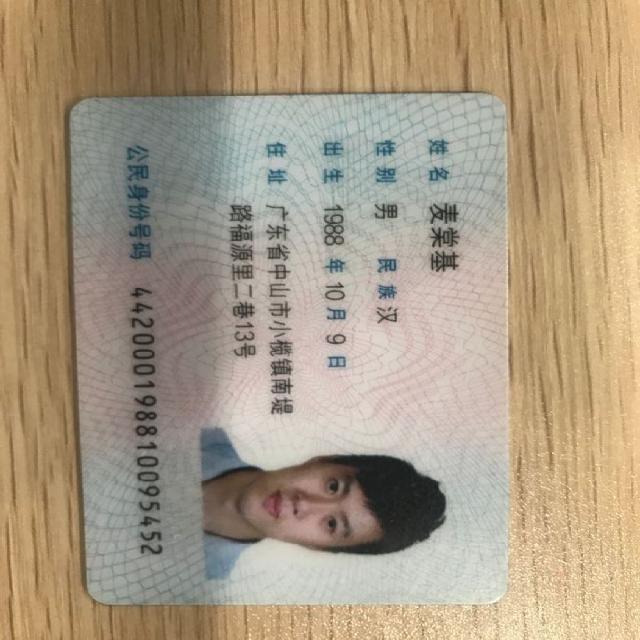 姓名 麦棠基
性别 男 民族 汉
出生 1988 年 10 月 9 日
住址 广东省中山市小榄镇南堤
路福源里二巷13号
公民身份号码 442000198810095452